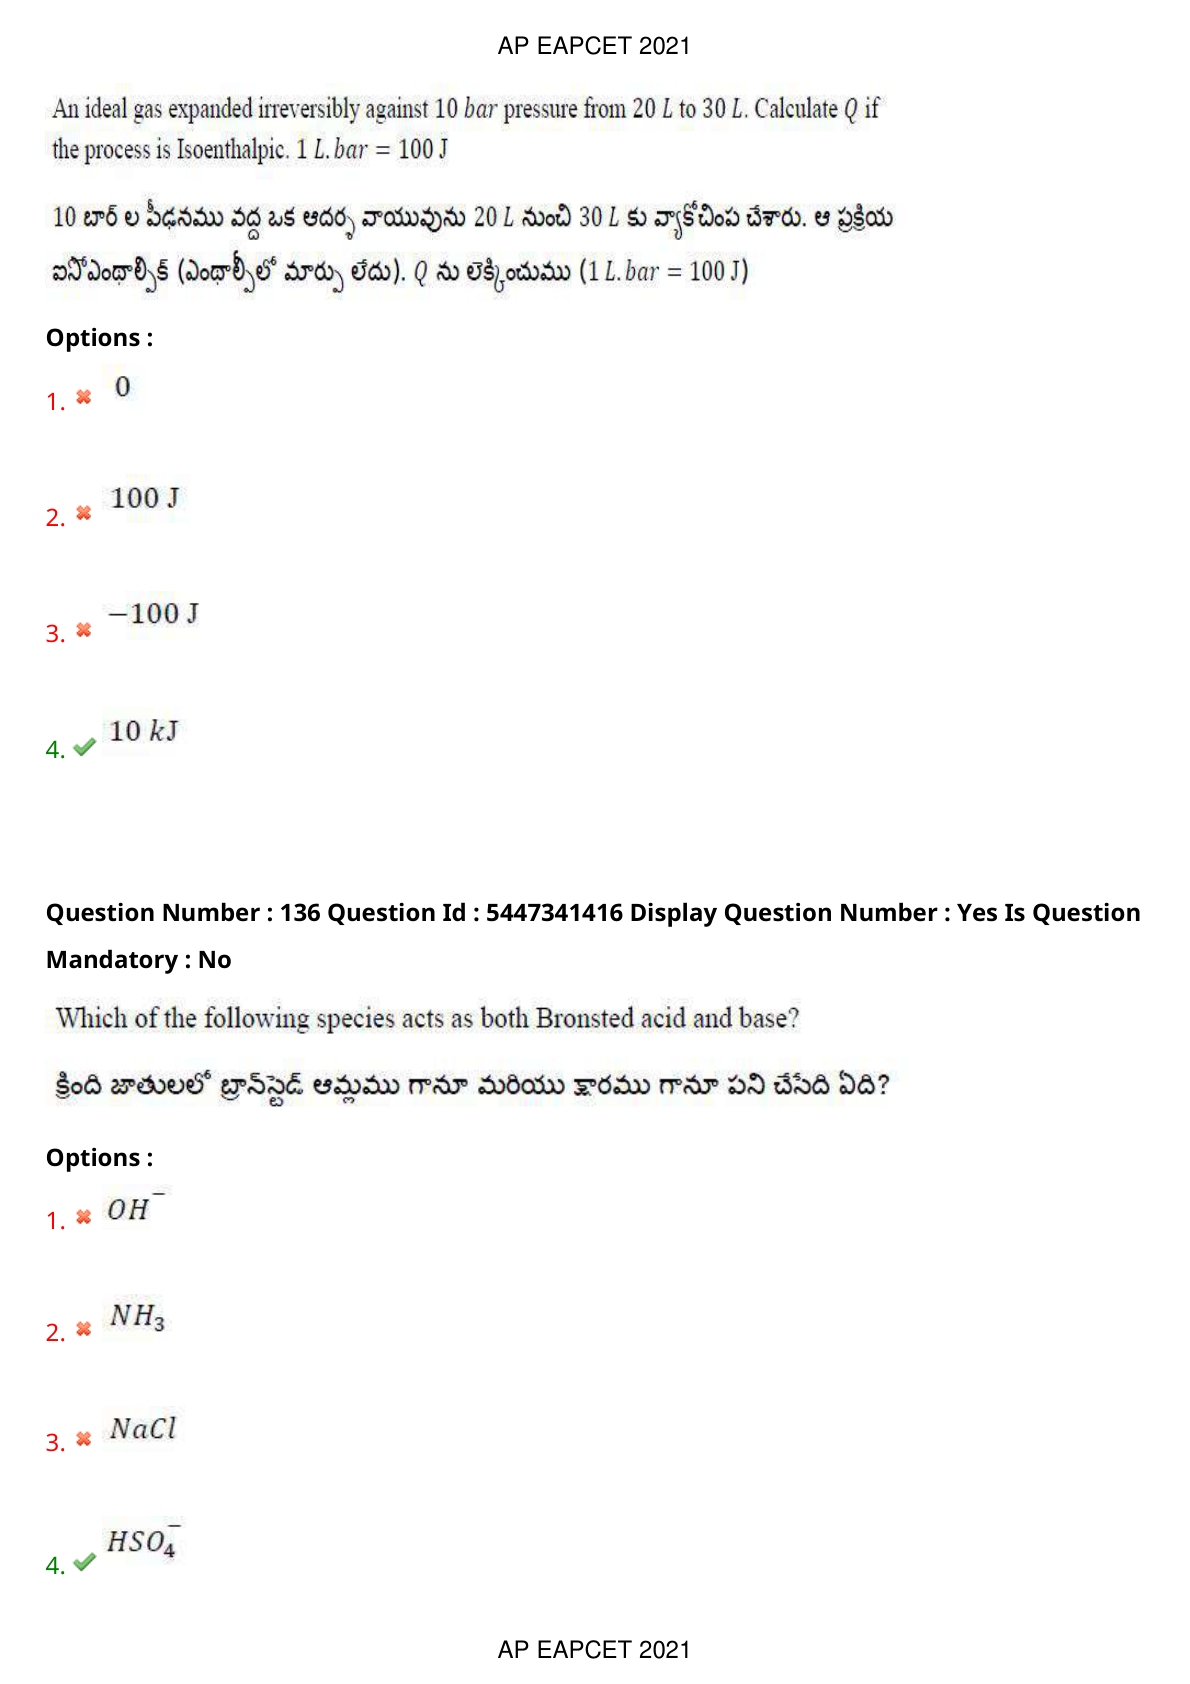 AP EAPCET 2021
An ideal gas expanded irreversibly against 10 bar pressure from 20 L to 30 L. Calculate Q if
the process is Isoenthalpic. 1 L.bar = 100 J
10 బార్ ల పీఢనము వద్ద ఒక ఆదర్శ వాయువును 20 L నుంచి 30 L కు వ్యాకోచింప చేశారు. ఆ ప్రక్రియ
ఐసోఎంథాల్పిక్ (ఎంథాల్పీలో మార్పు లేదు). Q ను లెక్కించుము (1 L.bar = 100 J)
Options :
1. 0
2. 100 J
3. −100 J
4. 10 kJ
Question Number : 136 Question Id : 5447341416 Display Question Number : Yes Is Question
Mandatory : No
Which of the following species acts as both Bronsted acid and base?
క్రింది జాతులలో బ్రాన్‌స్టెడ్ ఆమ్లము గానూ మరియు క్షారము గానూ పని చేసేది ఏది?
Options :
1. OH⁻
2. NH₃
3. NaCl
4. HSO₄⁻
AP EAPCET 2021